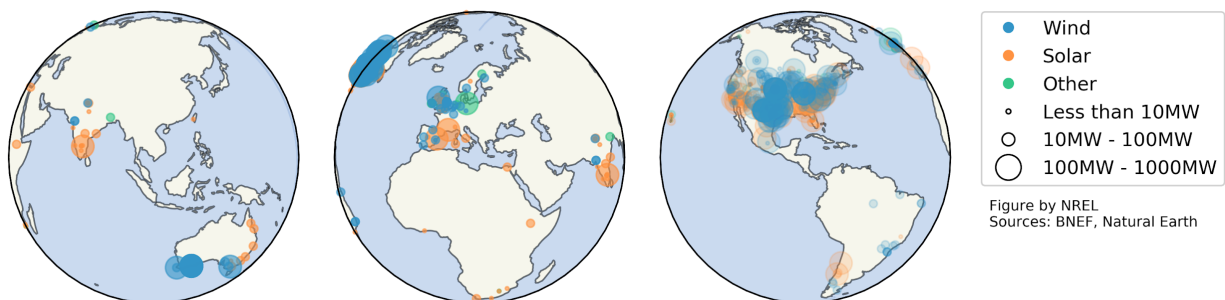 Wind
Solar
Other
Less than 10MW
10MW - 100MW
100MW - 1000MW
Figure by NREL
Sources: BNEF, Natural Earth